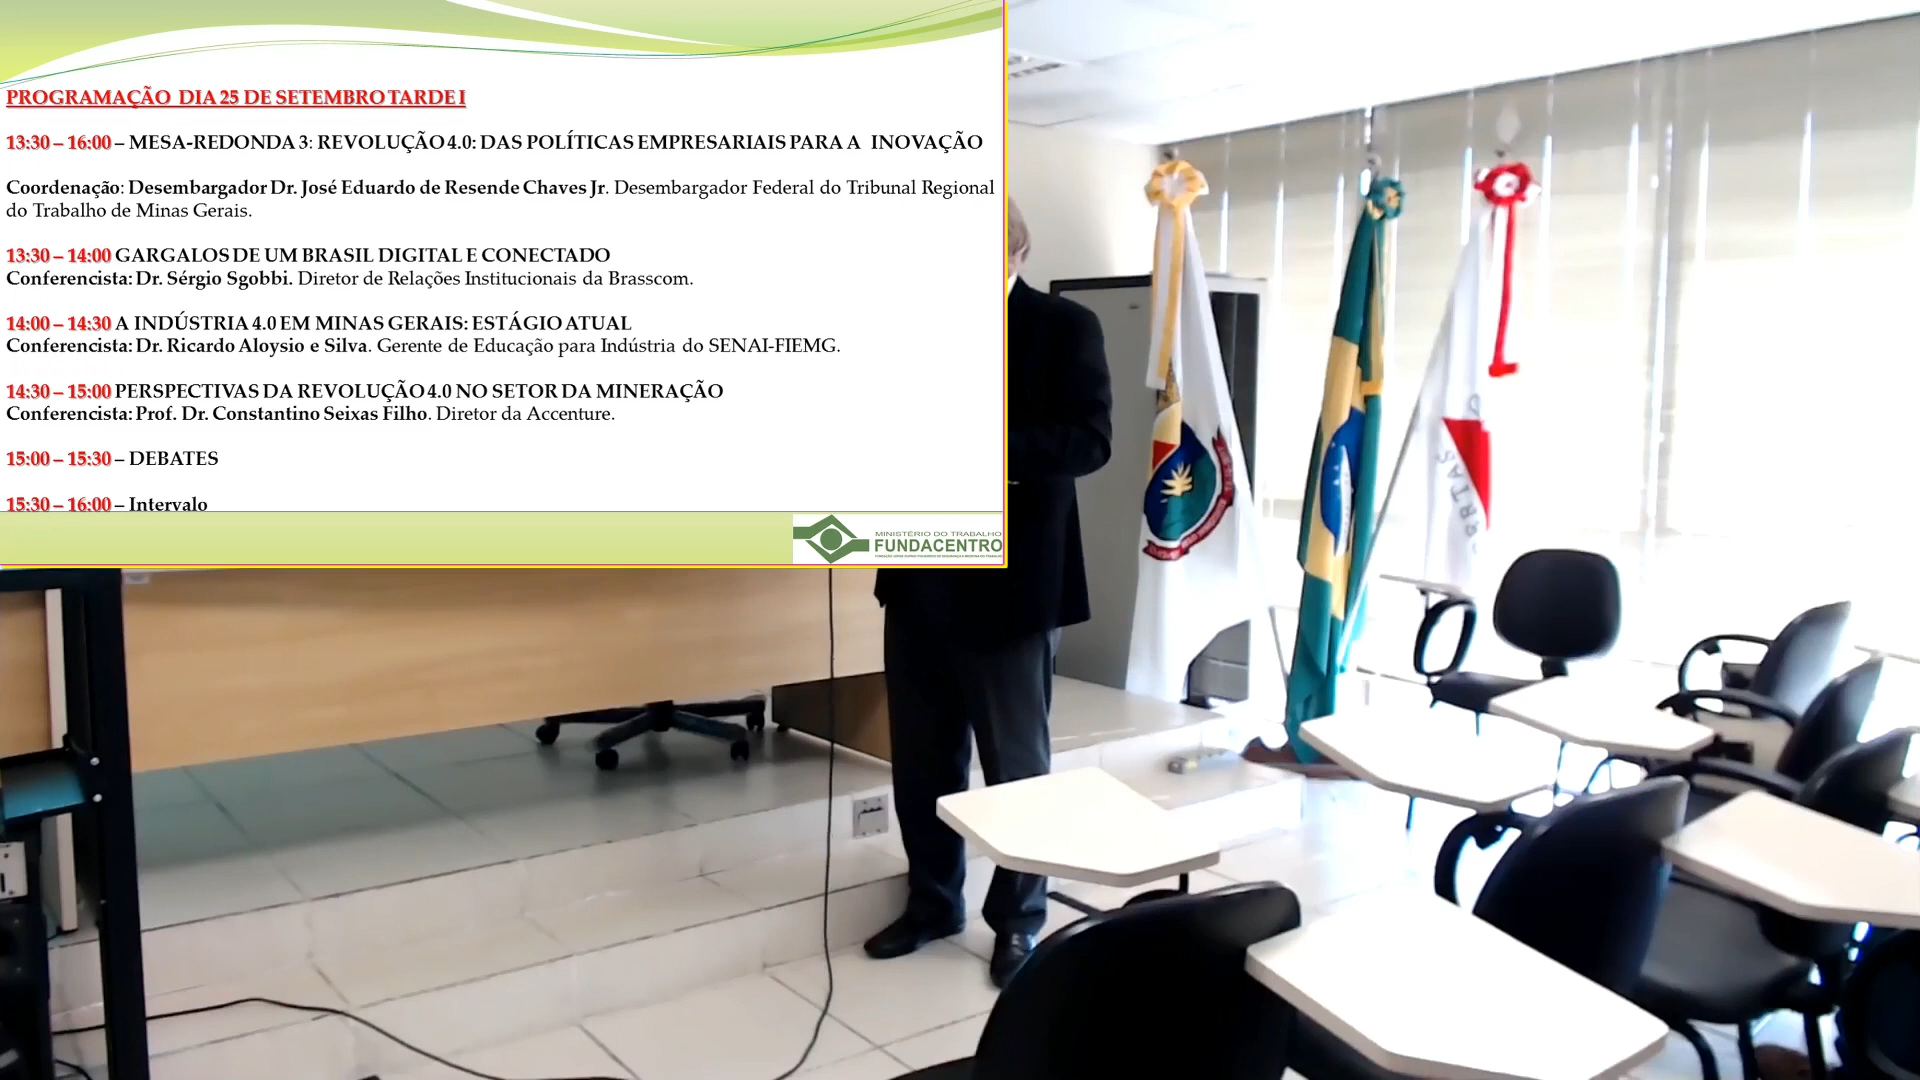 PROGRAMAÇÃO DIA 25 DE SETEMBRO TARDE I
13:30 – 16:00 – MESA-REDONDA 3: REVOLUÇÃO 4.0: DAS POLÍTICAS EMPRESARIAIS PARA A INOVAÇÃO
Coordenação: Desembargador Dr. José Eduardo de Resende Chaves Jr. Desembargador Federal do Tribunal Regional
do Trabalho de Minas Gerais.
13:30 – 14:00 GARGALOS DE UM BRASIL DIGITAL E CONECTADO
Conferencista: Dr. Sérgio Sgobbi. Diretor de Relações Institucionais da Brasscom.
14:00 – 14:30 A INDÚSTRIA 4.0 EM MINAS GERAIS: ESTÁGIO ATUAL
Conferencista: Dr. Ricardo Aloysio e Silva. Gerente de Educação para Indústria do SENAI-FIEMG.
14:30 – 15:00 PERSPECTIVAS DA REVOLUÇÃO 4.0 NO SETOR DA MINERAÇÃO
Conferencista: Prof. Dr. Constantino Seixas Filho. Diretor da Accenture.
15:00 – 15:30 – DEBATES
15:30 – 16:00 – Intervalo
MINISTÉRIO DO TRABALHO
FUNDACENTRO